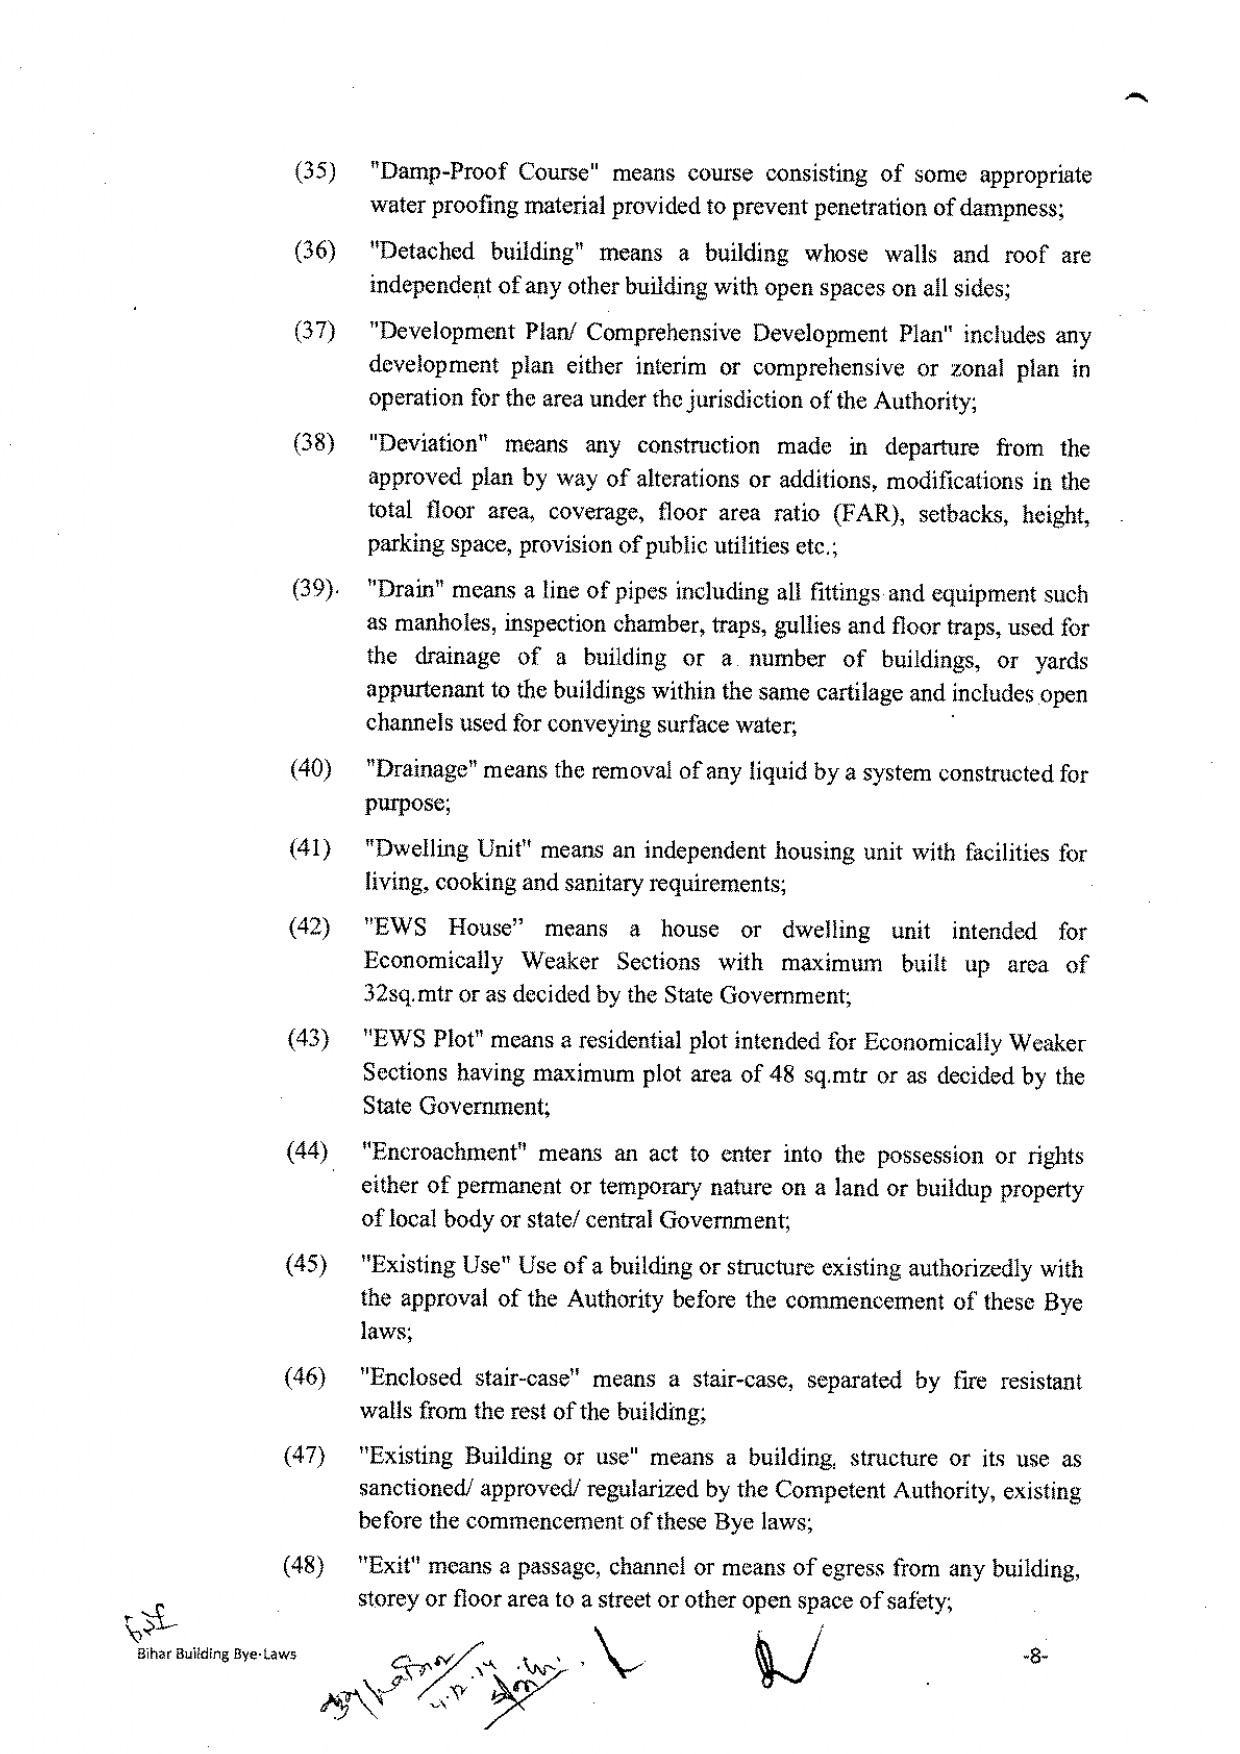 (35) "Damp-Proof Course" means course consisting of some appropriate
water proofing material provided to prevent penetration of dampness;
(36) "Detached building" means a building whose walls and roof are
independent of any other building with open spaces on all sides;
(37) "Development Plan/ Comprehensive Development Plan" includes any
development plan either interim or comprehensive or zonal plan in
operation for the area under the jurisdiction of the Authority;
(38) "Deviation" means any construction made in departure from the
approved plan by way of alterations or additions, modifications in the
total floor area, coverage, floor area ratio (FAR), setbacks, height,
parking space, provision of public utilities etc.;
(39). "Drain" means a line of pipes including all fittings and equipment such
as manholes, inspection chamber, traps, gullies and floor traps, used for
the drainage of a building or a number of buildings, or yards
appurtenant to the buildings within the same cartilage and includes open
channels used for conveying surface water;
(40) "Drainage" means the removal of any liquid by a system constructed for
purpose;
(41) "Dwelling Unit" means an independent housing unit with facilities for
living, cooking and sanitary requirements;
(42) "EWS House” means a house or dwelling unit intended for
Economically Weaker Sections with maximum built up area of
32sq.mtr or as decided by the State Government;
(43) "EWS Plot" means a residential plot intended for Economically Weaker
Sections having maximum plot area of 48 sq.mtr or as decided by the
State Government;
(44) "Encroachment" means an act to enter into the possession or rights
either of permanent or temporary nature on a land or buildup property
of local body or state/ central Government;
(45) "Existing Use" Use of a building or structure existing authorizedly with
the approval of the Authority before the commencement of these Bye
laws;
(46) "Enclosed stair-case" means a stair-case, separated by fire resistant
walls from the rest of the building;
(47) "Existing Building or use" means a building, structure or its use as
sanctioned/ approved/ regularized by the Competent Authority, existing
before the commencement of these Bye laws;
(48) "Exit" means a passage, channel or means of egress from any building,
storey or floor area to a street or other open space of safety;
Bihar Building Bye-Laws -8-
4.12.14